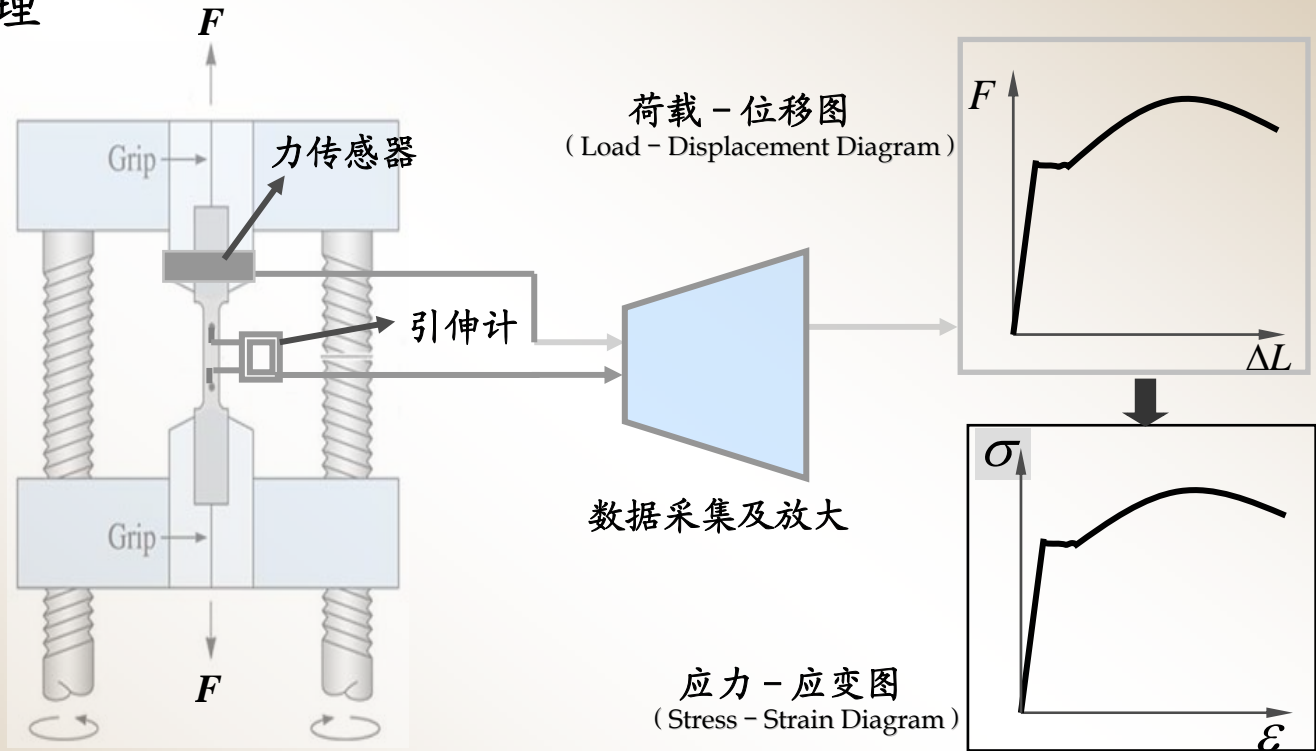 理
F
Grip
力传感器
引伸计
Grip
F
荷载－位移图
( Load － Displacement Diagram )
F
ΔL
数据采集及放大
σ
ε
应力－应变图
( Stress － Strain Diagram )